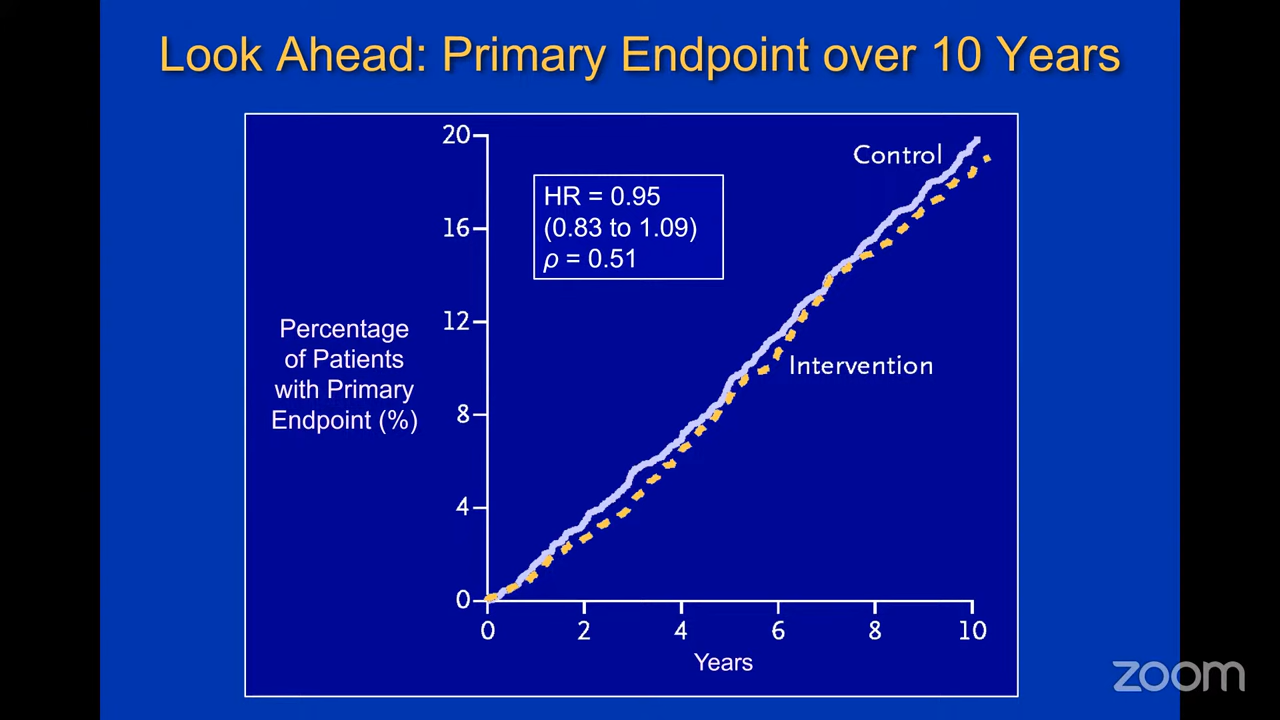 Look Ahead: Primary Endpoint over 10 Years
20
16
12
8
4
0
Percentage
of Patients
with Primary
Endpoint (%)
HR = 0.95
(0.83 to 1.09)
ρ = 0.51
Control
Intervention
0 2 4 6 8 10
Years
zoom